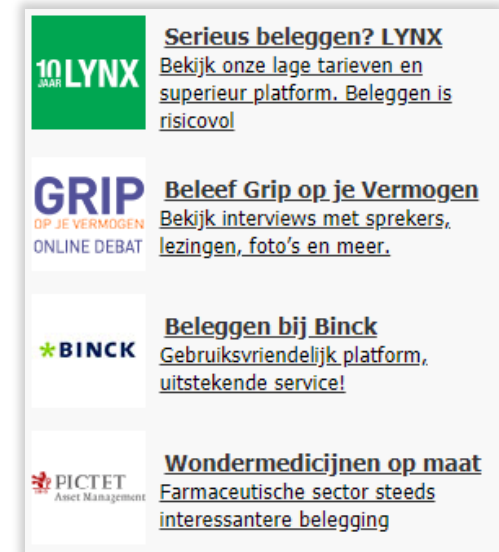 10
JAAR LYNX
Serieus beleggen? LYNX
Bekijk onze lage tarieven en
superieur platform. Beleggen is
risicovol
GRIP
OP JE VERMOGEN
ONLINE DEBAT
Beleef Grip op je Vermogen
Bekijk interviews met sprekers,
lezingen, foto’s en meer.
BINCK
Beleggen bij Binck
Gebruiksvriendelijk platform,
uitstekende service!
PICTET
Asset Management
Wondermedicijnen op maat
Farmaceutische sector steeds
interessantere belegging